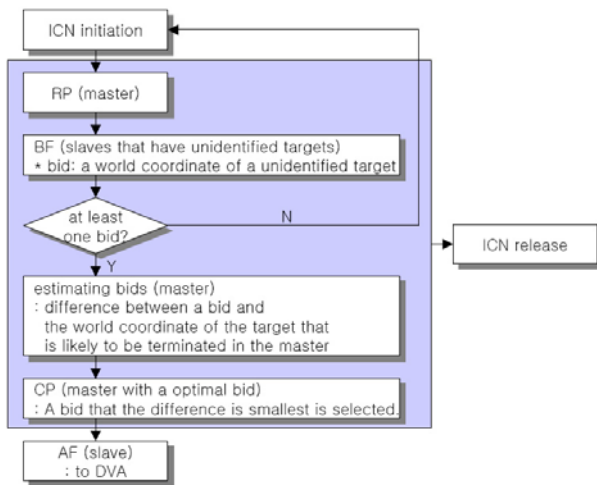 ICN initiation
RP (master)
BF (slaves that have unidentified targets)
* bid: a world coordinate of a unidentified target
at least
one bid?
N
ICN release
Y
estimating bids (master)
: difference between a bid and
the world coordinate of the target that
is likely to be terminated in the master
CP (master with a optimal bid)
: A bid that the difference is smallest is selected.
AF (slave)
: to DVA